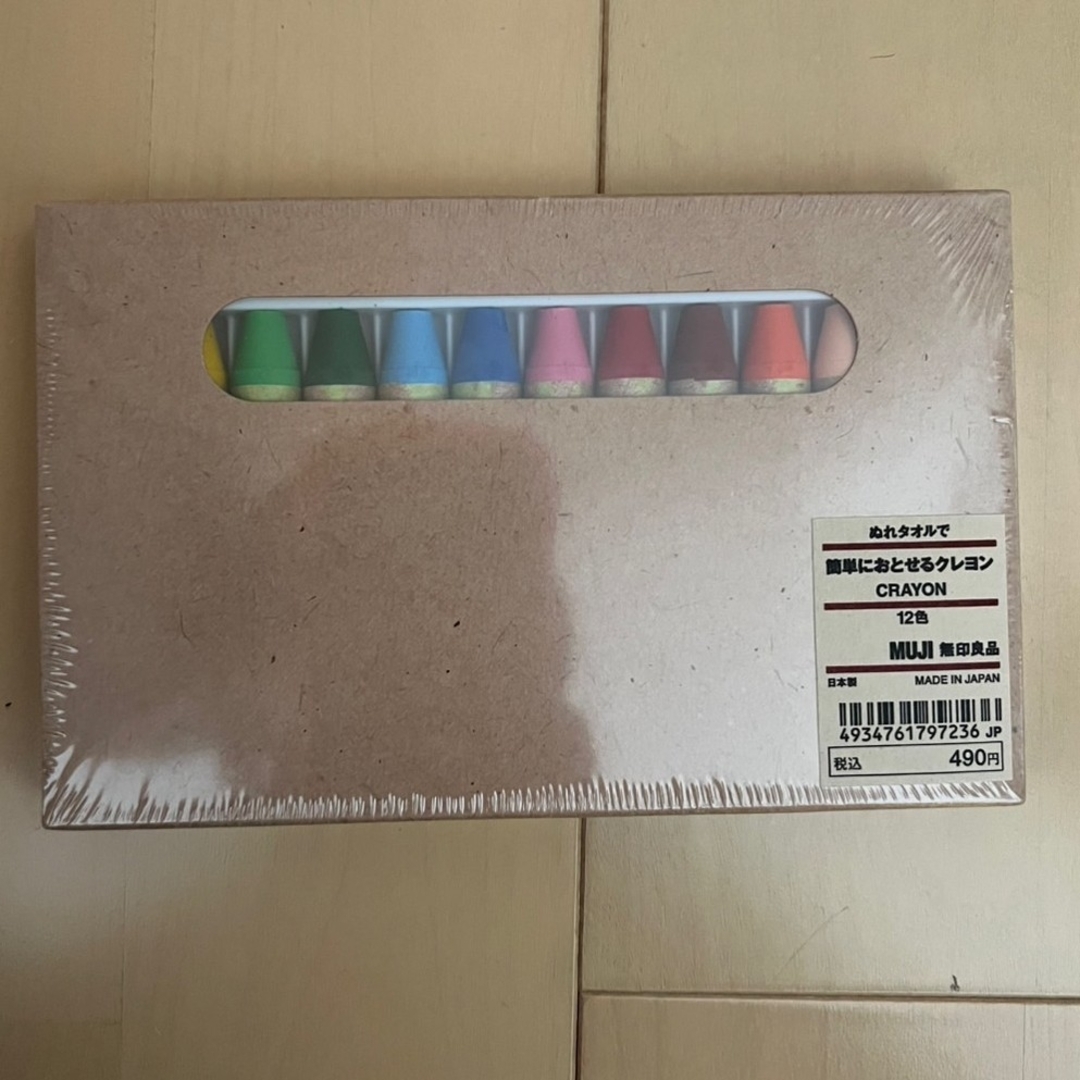 ぬれタオルで
簡単におとせるクレヨン
CRAYON
12色
MUJI 無印良品
日本製 MADE IN JAPAN
4934761797236 JP
税込 490円